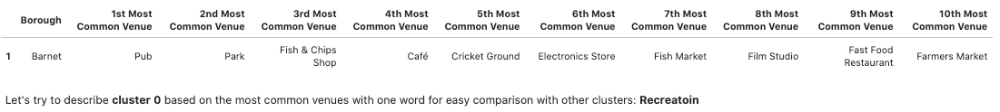 Borough 1st Most Common Venue 2nd Most Common Venue 3rd Most Common Venue 4th Most Common Venue 5th Most Common Venue 6th Most Common Venue 7th Most Common Venue 8th Most Common Venue 9th Most Common Venue 10th Most Common Venue
1 Barnet Pub Park Fish & Chips Shop Café Cricket Ground Electronics Store Fish Market Film Studio Fast Food Restaurant Farmers Market
Let's try to describe cluster 0 based on the most common venues with one word for easy comparison with other clusters: Recreatoin